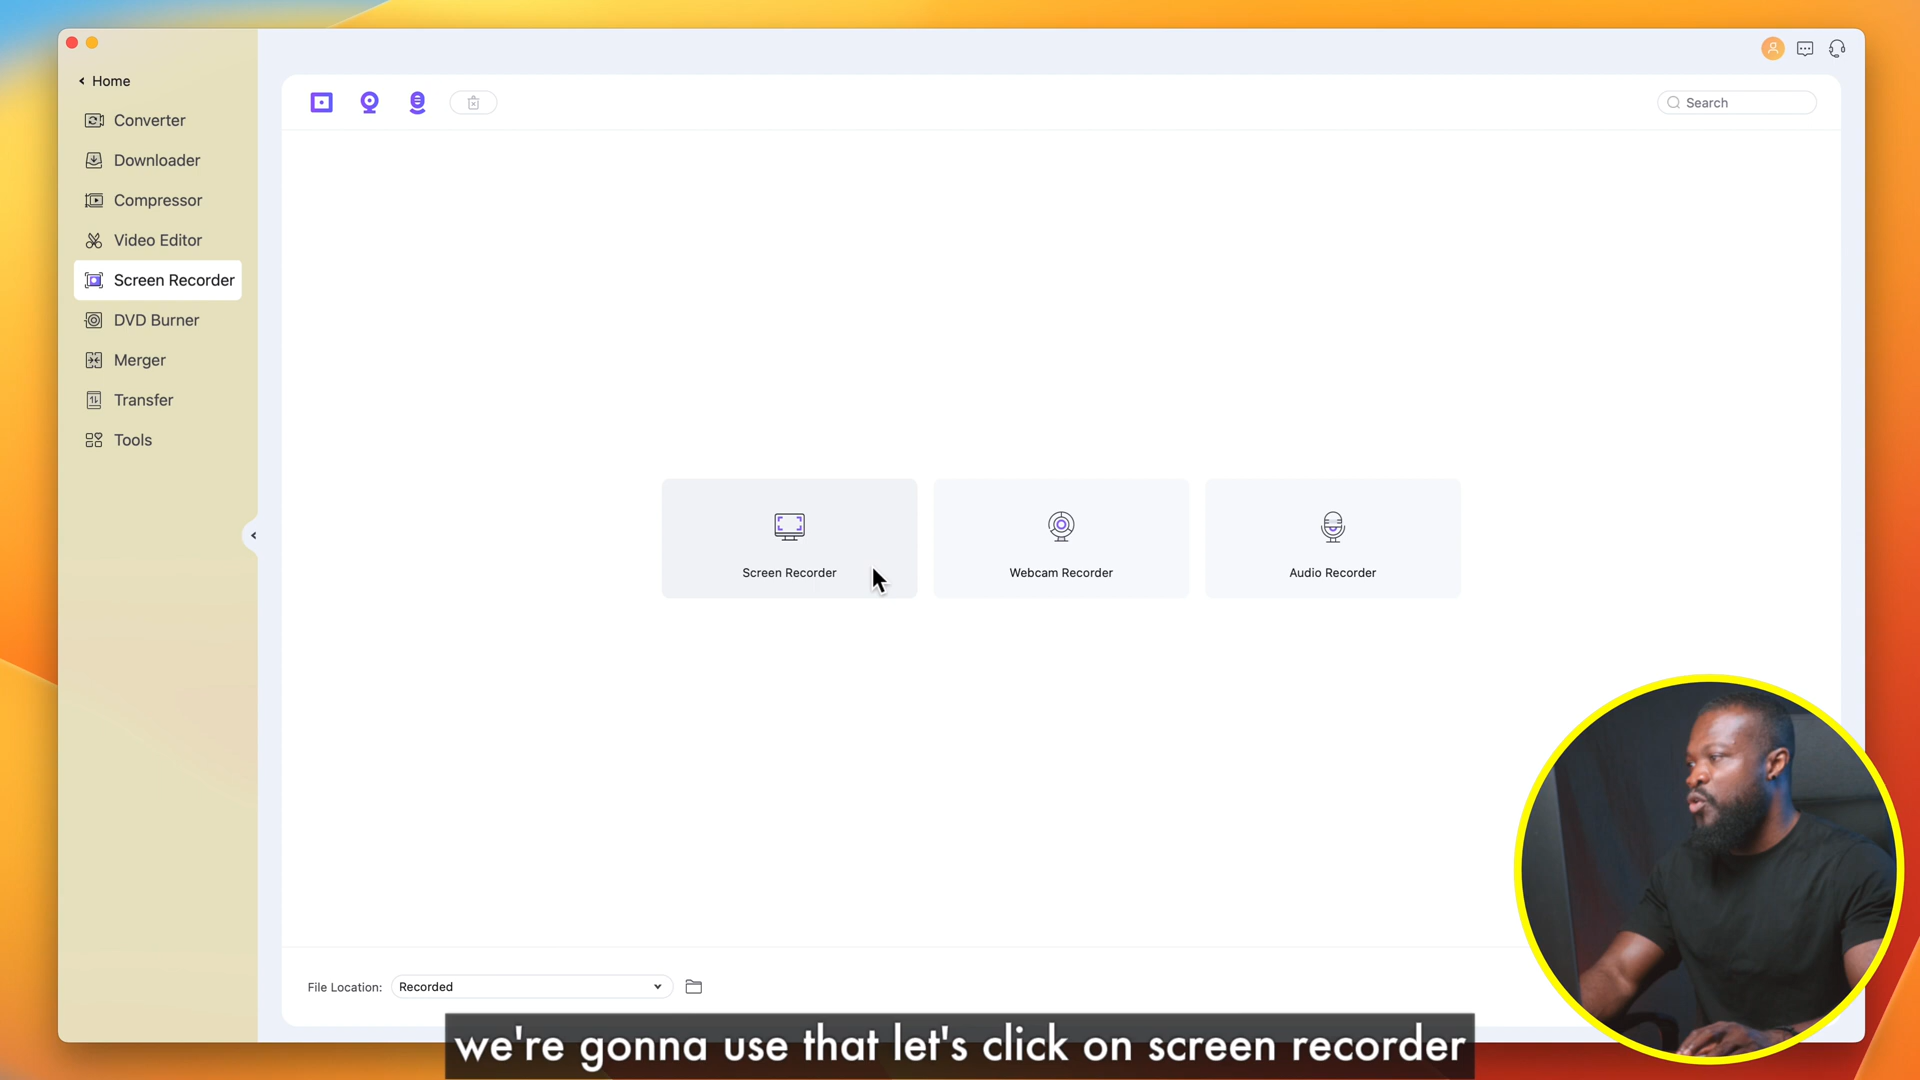 Home
Converter
Downloader
Compressor
Video Editor
Screen Recorder
DVD Burner
Merger
Transfer
Tools
Search
Screen Recorder
Webcam Recorder
Audio Recorder
File Location: Recorded
we're gonna use that let's click on screen recorder